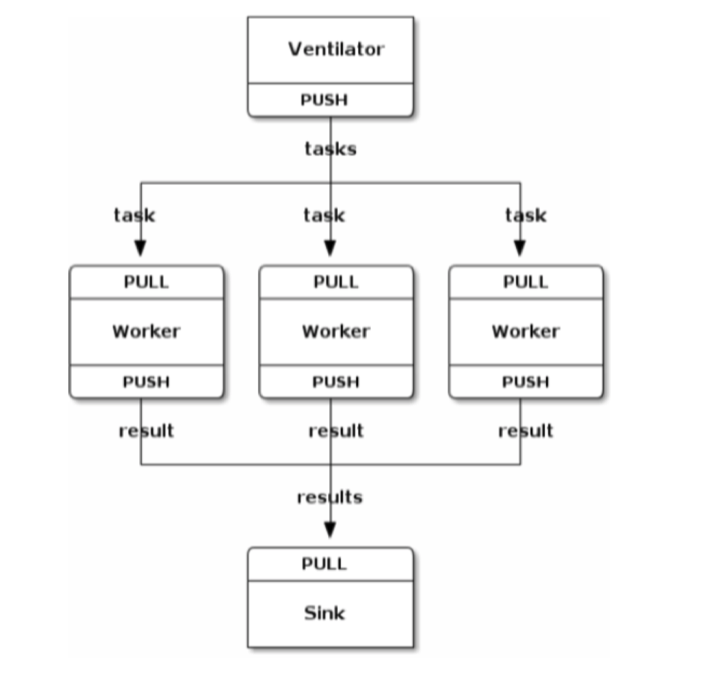 Ventilator
PUSH
tasks
task task task
PULL PULL PULL
Worker Worker Worker
PUSH PUSH PUSH
result result result
results
PULL
Sink